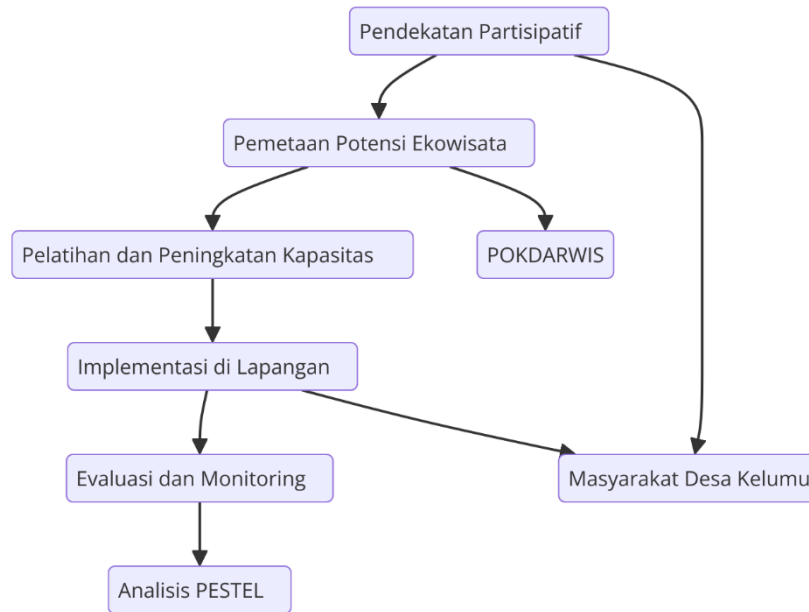 Pendekatan Partisipatif
Pemetaan Potensi Ekowisata
Pelatihan dan Peningkatan Kapasitas
POKDARWIS
Implementasi di Lapangan
Evaluasi dan Monitoring
Masyarakat Desa Kelumu
Analisis PESTEL